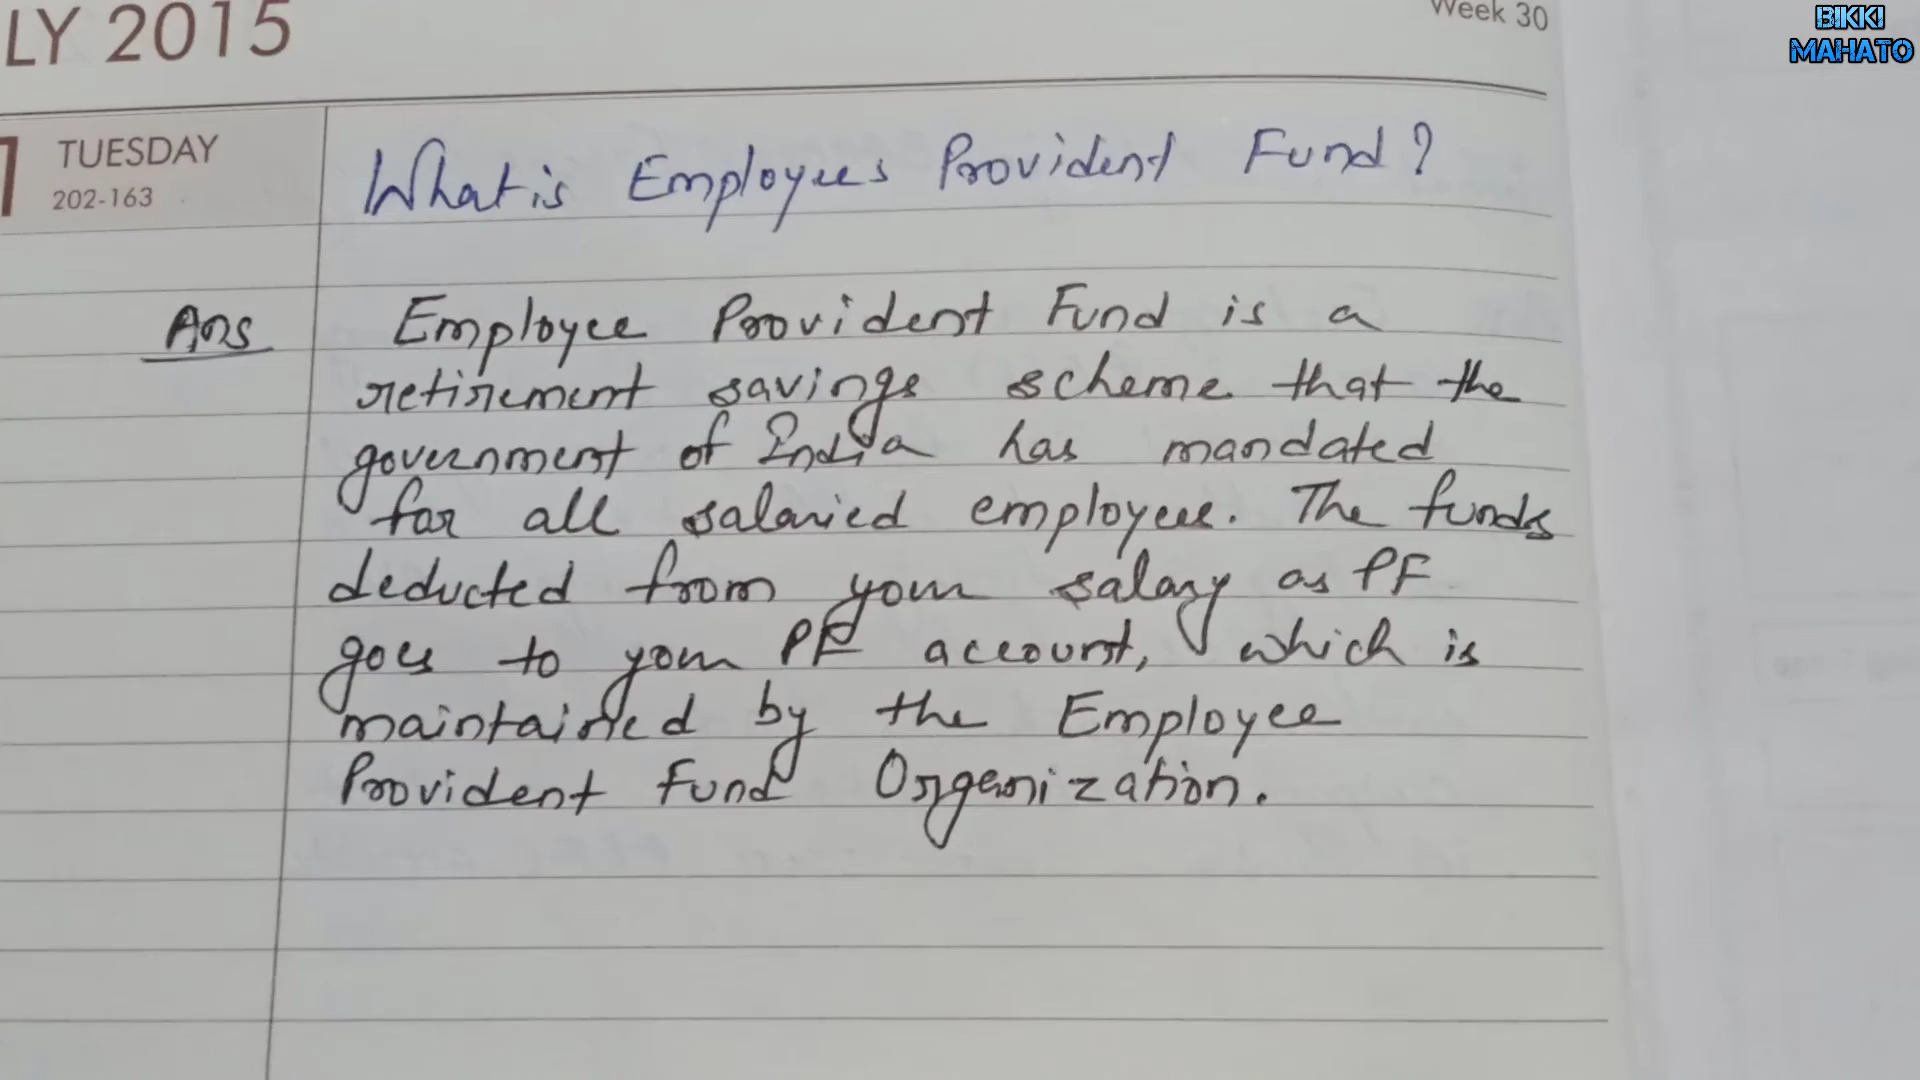 LY 2015
Week 30
BIKKI
MAHATO
TUESDAY
202-163
What is Employees Provident Fund?
Ans Employee Provident Fund is a
retirement savings scheme that the
government of India has mandated
for all salaried employees. The funds
deducted from your salary as PF
goes to your PF account, which is
maintained by the Employee
Provident Fund Organization.